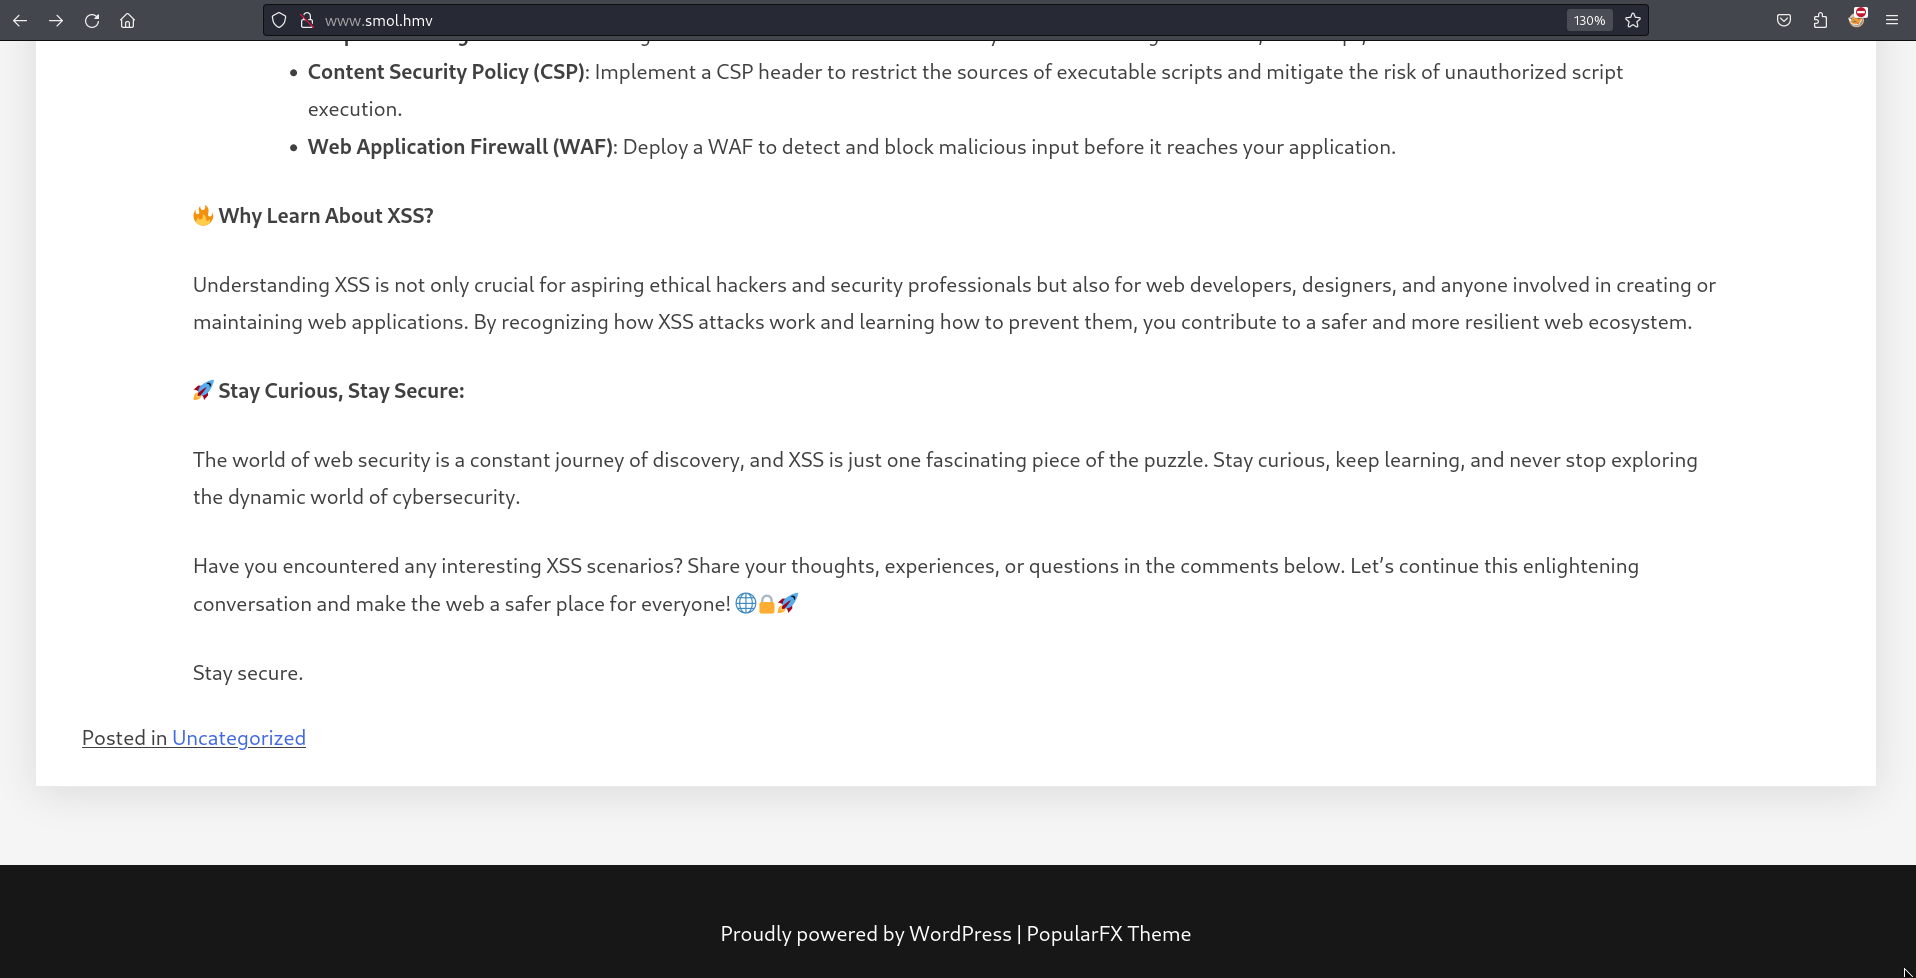 www.smol.hmv
130%
• Content Security Policy (CSP): Implement a CSP header to restrict the sources of executable scripts and mitigate the risk of unauthorized script
execution.
• Web Application Firewall (WAF): Deploy a WAF to detect and block malicious input before it reaches your application.
🔥 Why Learn About XSS?
Understanding XSS is not only crucial for aspiring ethical hackers and security professionals but also for web developers, designers, and anyone involved in creating or
maintaining web applications. By recognizing how XSS attacks work and learning how to prevent them, you contribute to a safer and more resilient web ecosystem.
🚀 Stay Curious, Stay Secure:
The world of web security is a constant journey of discovery, and XSS is just one fascinating piece of the puzzle. Stay curious, keep learning, and never stop exploring
the dynamic world of cybersecurity.
Have you encountered any interesting XSS scenarios? Share your thoughts, experiences, or questions in the comments below. Let’s continue this enlightening
conversation and make the web a safer place for everyone! 🌐🔒🚀
Stay secure.
Posted in Uncategorized
Proudly powered by WordPress | PopularFX Theme